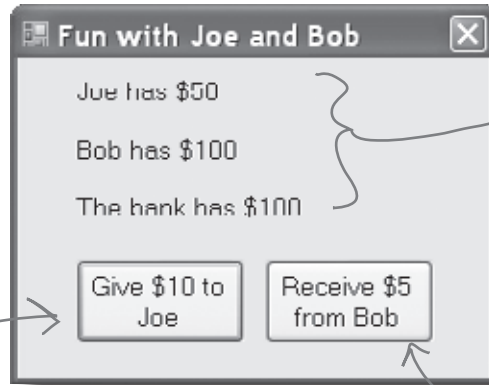 Fun with Joe and Bob
Joe has $50
Bob has $100
The bank has $100
Give $10 to
Joe
Receive $5
from Bob